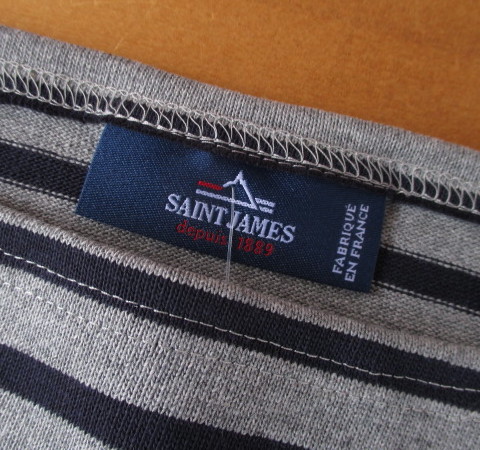 SAINT JAMES
depuis 1889
FABRIQUÉ
EN FRANCE